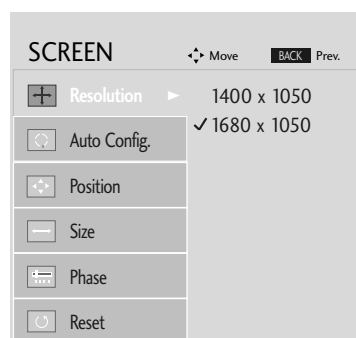 SCREEN Move BACK Prev.
Resolution 1400 x 1050
1680 x 1050
Auto Config.
Position
Size
Phase
Reset